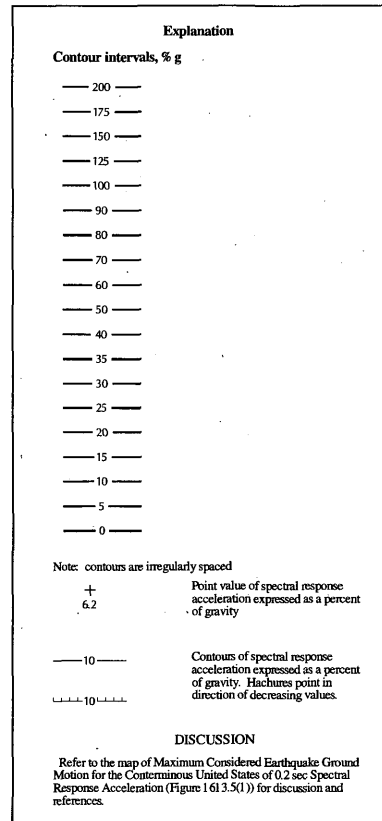 Explanation
Contour intervals, % g
200
175
150
125
100
90
80
70
60
50
40
35
30
25
20
15
10
5
0
Note: contours are irregularly spaced
+
6.2
Point value of spectral response
acceleration expressed as a percent
of gravity
10
10
Contours of spectral response
acceleration expressed as a percent
of gravity. Hachures point in
direction of decreasing values.
DISCUSSION
Refer to the map of Maximum Considered Earthquake Ground
Motion for the Conterminous United States of 0.2 sec Spectral
Response Acceleration (Figure 1613.5(1)) for discussion and
references.